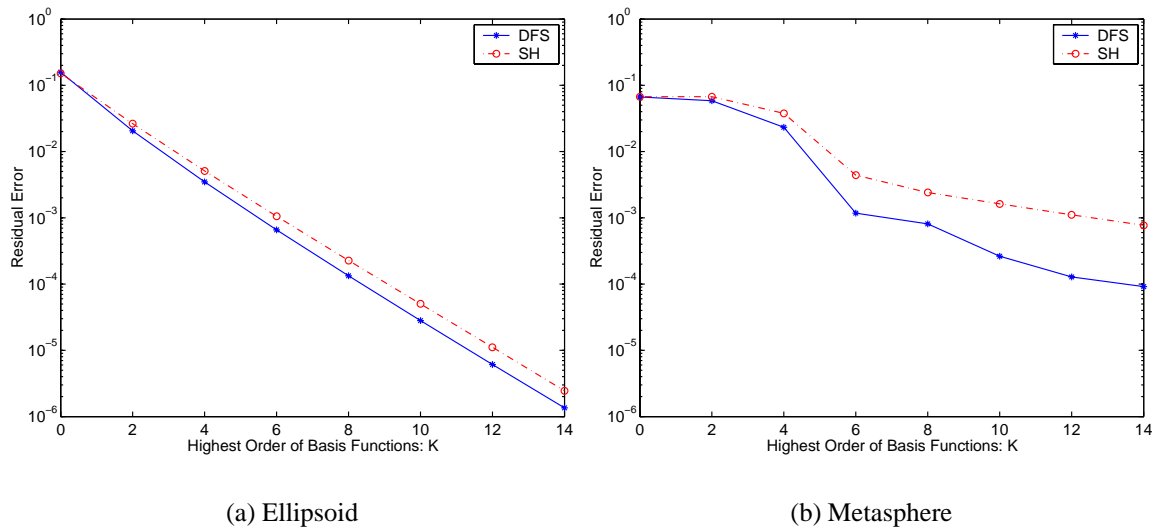 10^0
10^-1
10^-2
10^-3
10^-4
10^-5
10^-6
Residual Error
0 2 4 6 8 10 12 14
Highest Order of Basis Functions: K
DFS
SH
(a) Ellipsoid
10^0
10^-1
10^-2
10^-3
10^-4
10^-5
10^-6
Residual Error
0 2 4 6 8 10 12 14
Highest Order of Basis Functions: K
DFS
SH
(b) Metasphere